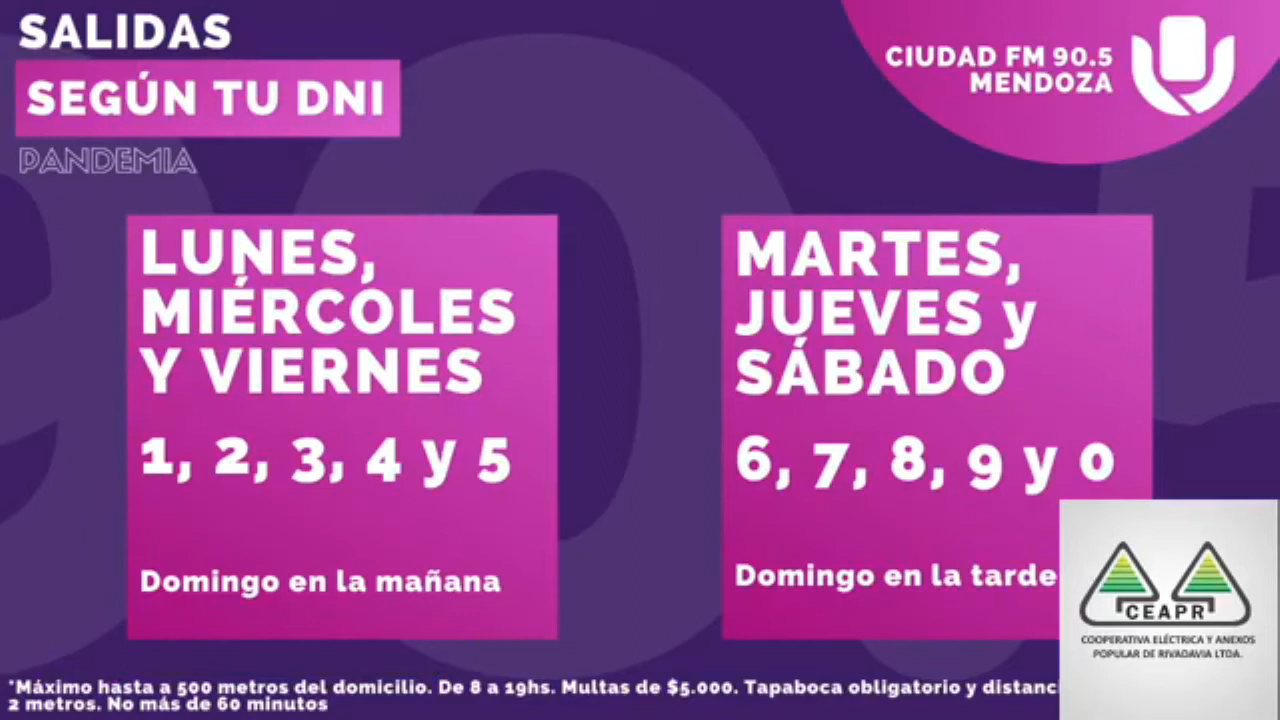 SALIDAS
SEGÚN TU DNI
PANDEMIA
CIUDAD FM 90.5
MENDOZA
LUNES,
MIÉRCOLES
Y VIERNES
1, 2, 3, 4 y 5
Domingo en la mañana
MARTES,
JUEVES y
SÁBADO
6, 7, 8, 9 y 0
Domingo en la tarde
CEAPR
COOPERATIVA ELÉCTRICA Y ANEXOS
POPULAR DE RIVADAVIA LTDA.
*Máximo hasta a 500 metros del domicilio. De 8 a 19hs. Multas de $5.000. Tapaboca obligatorio y distanci
2 metros. No más de 60 minutos